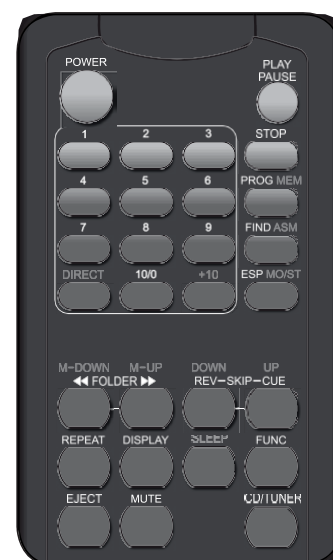 POWER
PLAY
PAUSE
1 2 3 STOP
4 5 6 PROG MEM
7 8 9 FIND ASM
DIRECT 10/0 +10 ESP MO/ST
M-DOWN M-UP DOWN UP
◀◀ FOLDER ▶▶ REV-SKIP-CUE
REPEAT DISPLAY SLEEP FUNC
EJECT MUTE CD/TUNER